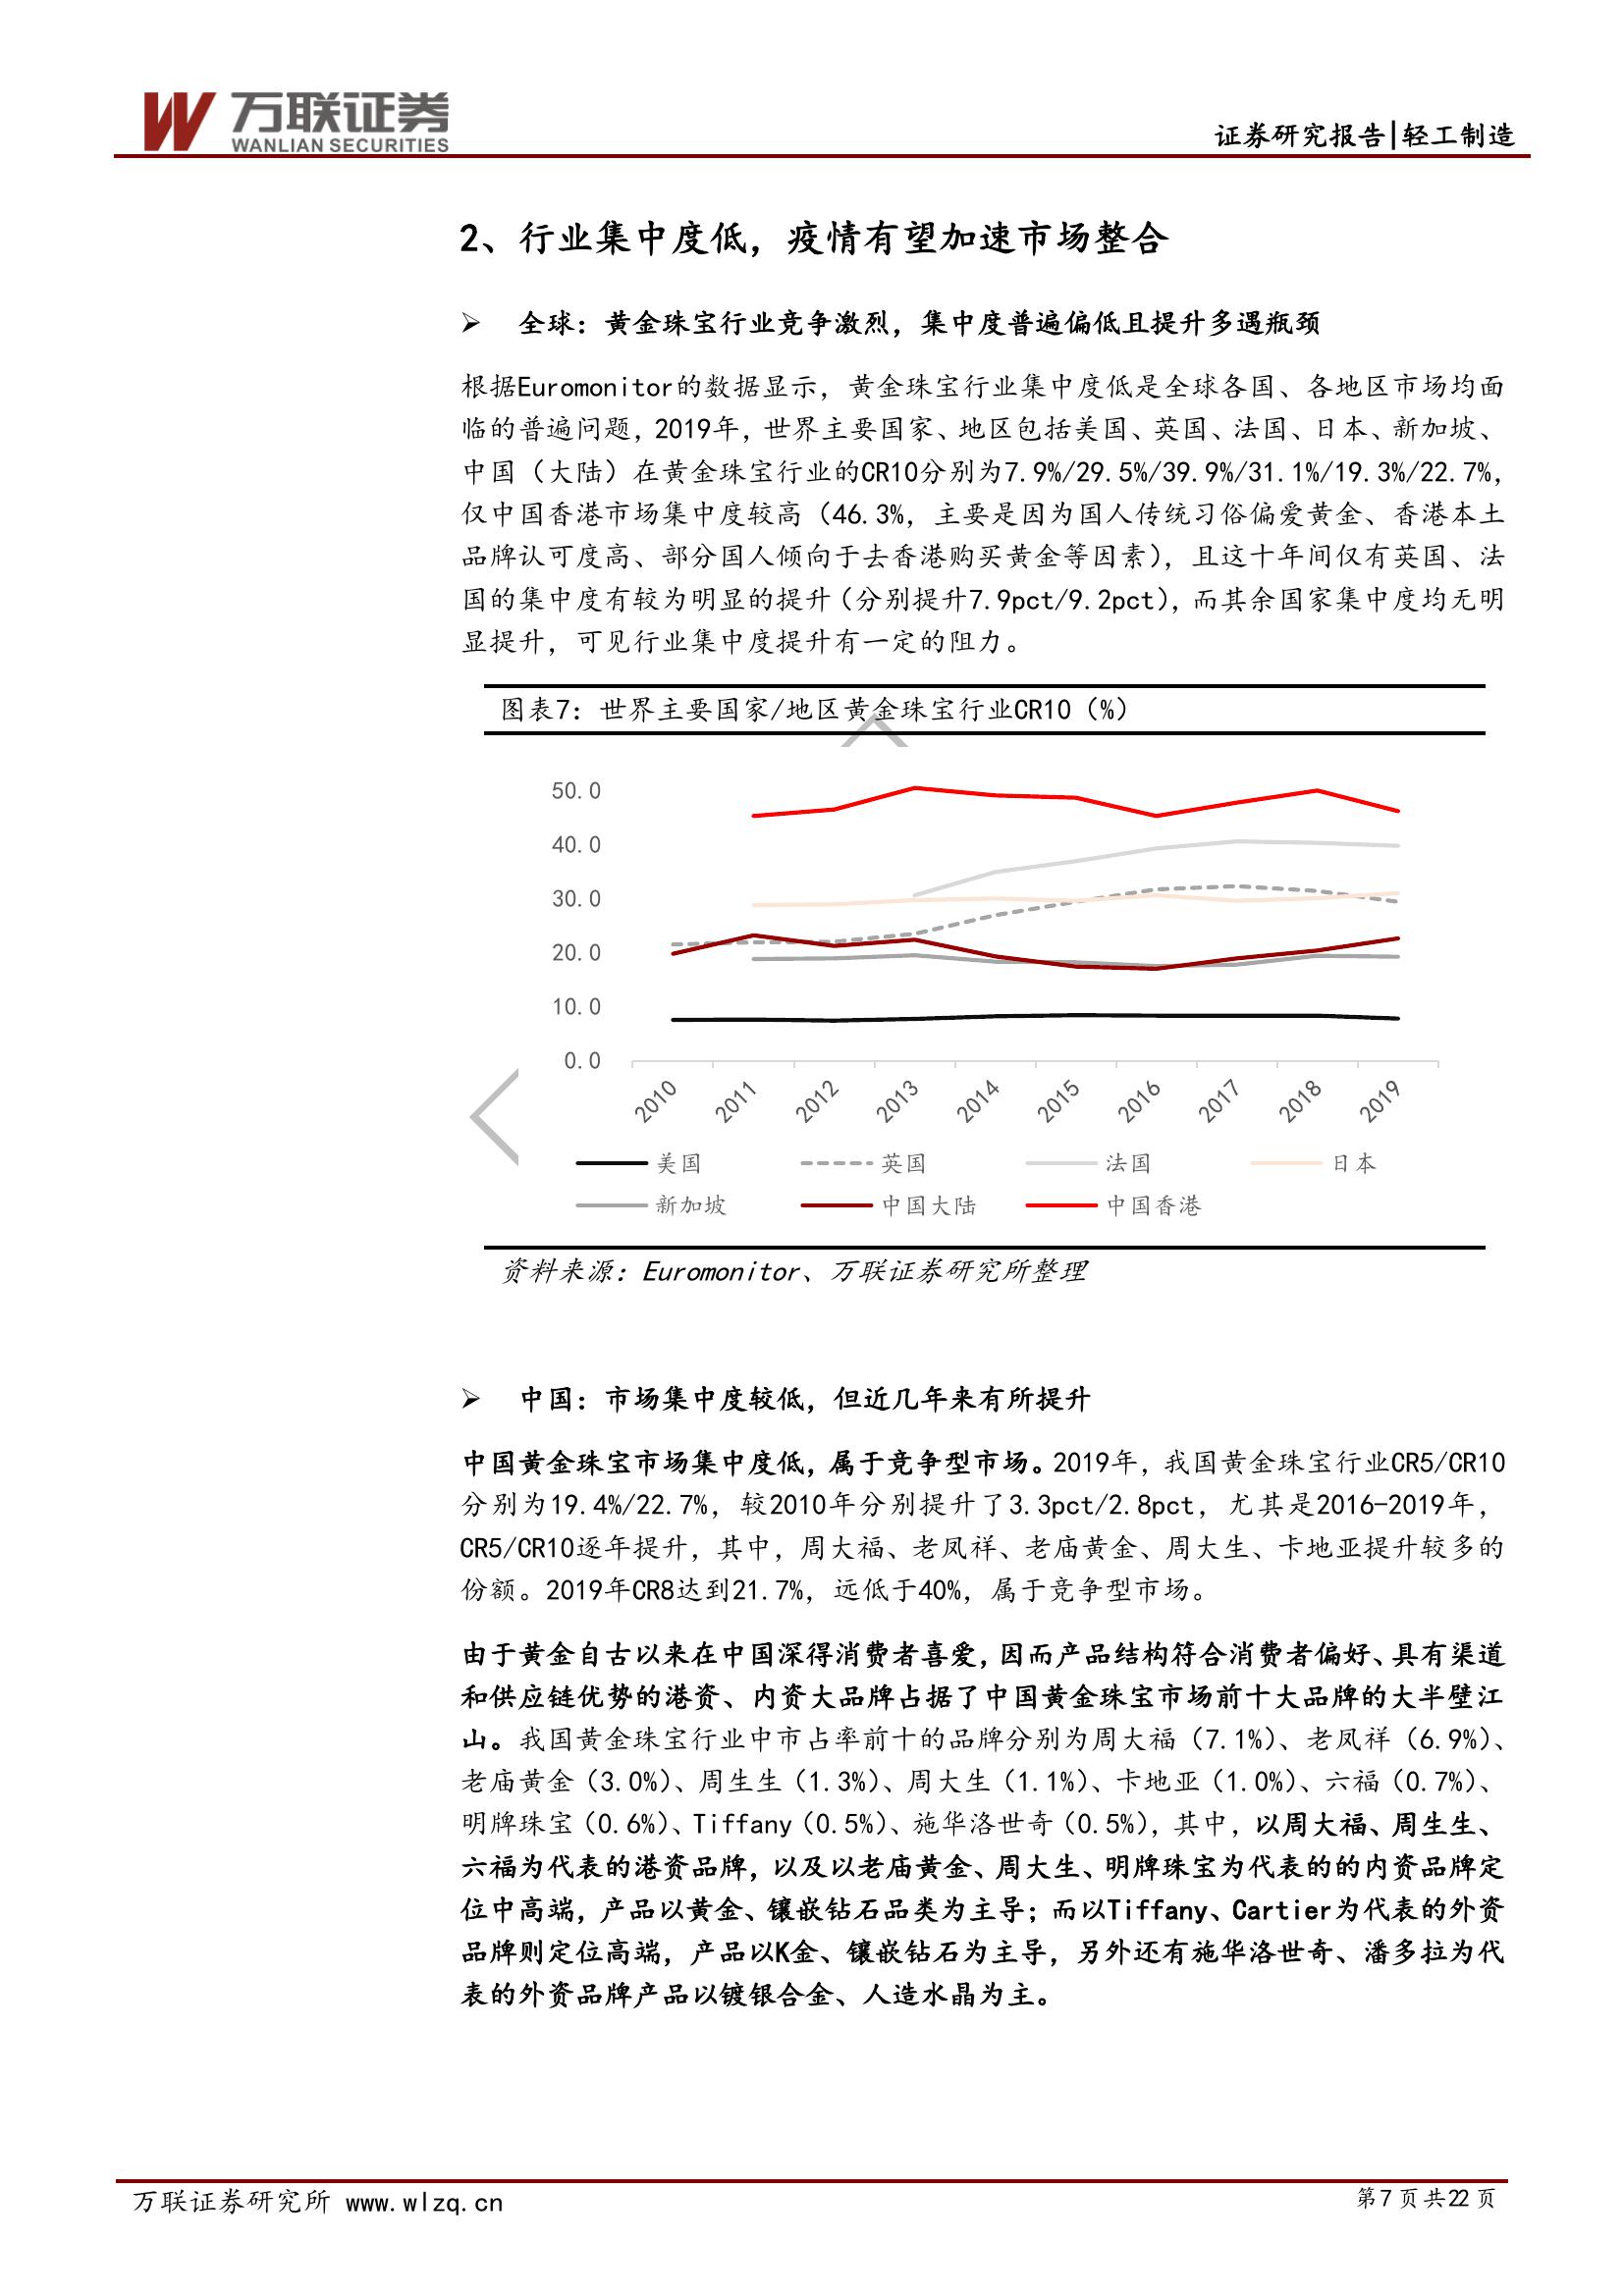 万联证券
WANLIAN SECURITIES
证券研究报告|轻工制造
2、行业集中度低，疫情有望加速市场整合
➢ 全球：黄金珠宝行业竞争激烈，集中度普遍偏低且提升多遇瓶颈
根据Euromonitor的数据显示，黄金珠宝行业集中度低是全球各国、各地区市场均面
临的普遍问题，2019年，世界主要国家、地区包括美国、英国、法国、日本、新加坡、
中国（大陆）在黄金珠宝行业的CR10分别为7.9%/29.5%/39.9%/31.1%/19.3%/22.7%，
仅中国香港市场集中度较高（46.3%，主要是因为国人传统习俗偏爱黄金、香港本土
品牌认可度高、部分国人倾向于去香港购买黄金等因素），且这十年间仅有英国、法
国的集中度有较为明显的提升（分别提升7.9pct/9.2pct），而其余国家集中度均无明
显提升，可见行业集中度提升有一定的阻力。
图表7：世界主要国家/地区黄金珠宝行业CR10（%）
50.0
40.0
30.0
20.0
10.0
0.0
2010 2011 2012 2013 2014 2015 2016 2017 2018 2019
美国 英国 法国 日本
新加坡 中国大陆 中国香港
资料来源：Euromonitor、万联证券研究所整理
➢ 中国：市场集中度较低，但近几年来有所提升
中国黄金珠宝市场集中度低，属于竞争型市场。2019年，我国黄金珠宝行业CR5/CR10
分别为19.4%/22.7%，较2010年分别提升了3.3pct/2.8pct，尤其是2016-2019年，
CR5/CR10逐年提升，其中，周大福、老凤祥、老庙黄金、周大生、卡地亚提升较多的
份额。2019年CR8达到21.7%，远低于40%，属于竞争型市场。
由于黄金自古以来在中国深得消费者喜爱，因而产品结构符合消费者偏好、具有渠道
和供应链优势的港资、内资大品牌占据了中国黄金珠宝市场前十大品牌的大半壁江
山。我国黄金珠宝行业中市占率前十的品牌分别为周大福（7.1%）、老凤祥（6.9%）、
老庙黄金（3.0%）、周生生（1.3%）、周大生（1.1%）、卡地亚（1.0%）、六福（0.7%）、
明牌珠宝（0.6%）、Tiffany（0.5%）、施华洛世奇（0.5%），其中，以周大福、周生生、
六福为代表的港资品牌，以及以老庙黄金、周大生、明牌珠宝为代表的的内资品牌定
位中高端，产品以黄金、镶嵌钻石品类为主导；而以Tiffany、Cartier为代表的外资
品牌则定位高端，产品以K金、镶嵌钻石为主导，另外还有施华洛世奇、潘多拉为代
表的外资品牌产品以镀银合金、人造水晶为主。
万联证券研究所 www.wlzq.cn
第7页共22页